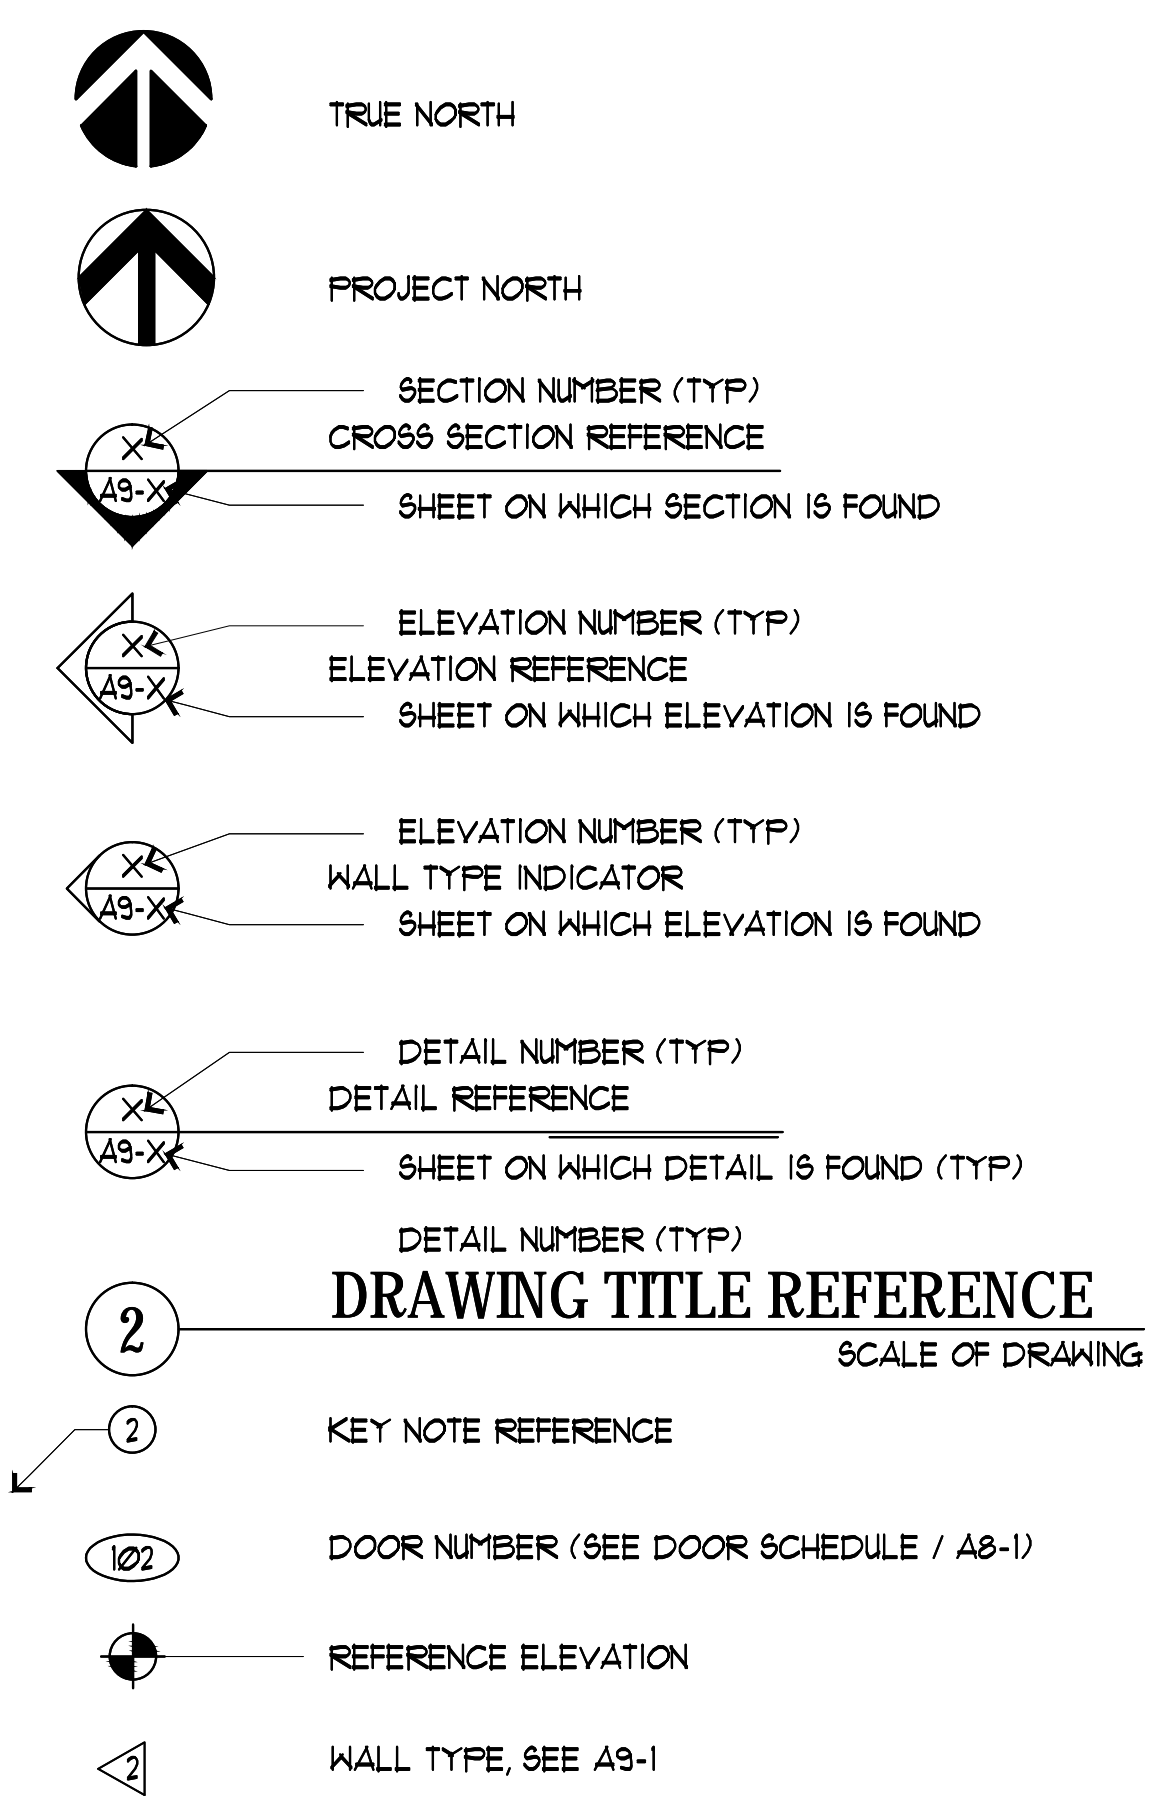 TRUE NORTH
PROJECT NORTH
SECTION NUMBER (TYP)
X
CROSS SECTION REFERENCE
A9-X
SHEET ON WHICH SECTION IS FOUND
ELEVATION NUMBER (TYP)
X
ELEVATION REFERENCE
A9-X
SHEET ON WHICH ELEVATION IS FOUND
ELEVATION NUMBER (TYP)
X
WALL TYPE INDICATOR
A9-X
SHEET ON WHICH ELEVATION IS FOUND
DETAIL NUMBER (TYP)
X
DETAIL REFERENCE
A9-X
SHEET ON WHICH DETAIL IS FOUND (TYP)
DETAIL NUMBER (TYP)
DRAWING TITLE REFERENCE
2
SCALE OF DRAWING
2 KEY NOTE REFERENCE
102 DOOR NUMBER (SEE DOOR SCHEDULE / A8-1)
REFERENCE ELEVATION
2 WALL TYPE, SEE A9-1